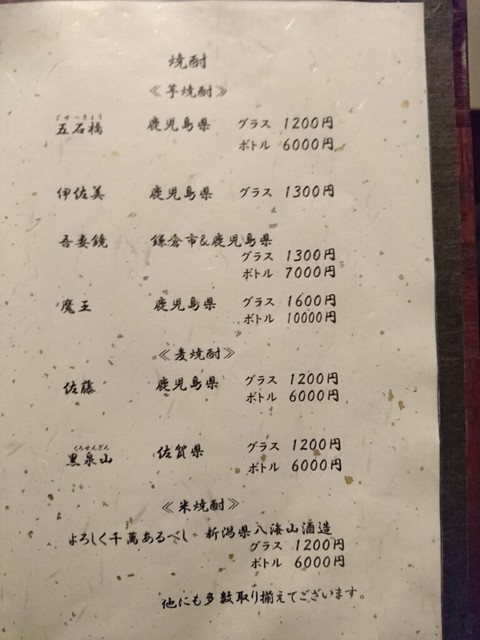 焼酎
≪芋焼酎≫
ごせっきょう
五石橋 鹿児島県 グラス 1200円
ボトル 6000円
伊佐美 鹿児島県 グラス 1300円
吾妻鏡 鎌倉市&鹿児島県
グラス 1300円
ボトル 7000円
魔王 鹿児島県 グラス 1600円
ボトル 10000円
≪麦焼酎≫
佐藤 鹿児島県 グラス 1200円
ボトル 6000円
くろせんざん
黒泉山 佐賀県 グラス 1200円
ボトル 6000円
≪米焼酎≫
よろしく千萬あるべし 新潟県八海山酒造
グラス 1200円
ボトル 6000円
他にも多数取り揃えてございます。